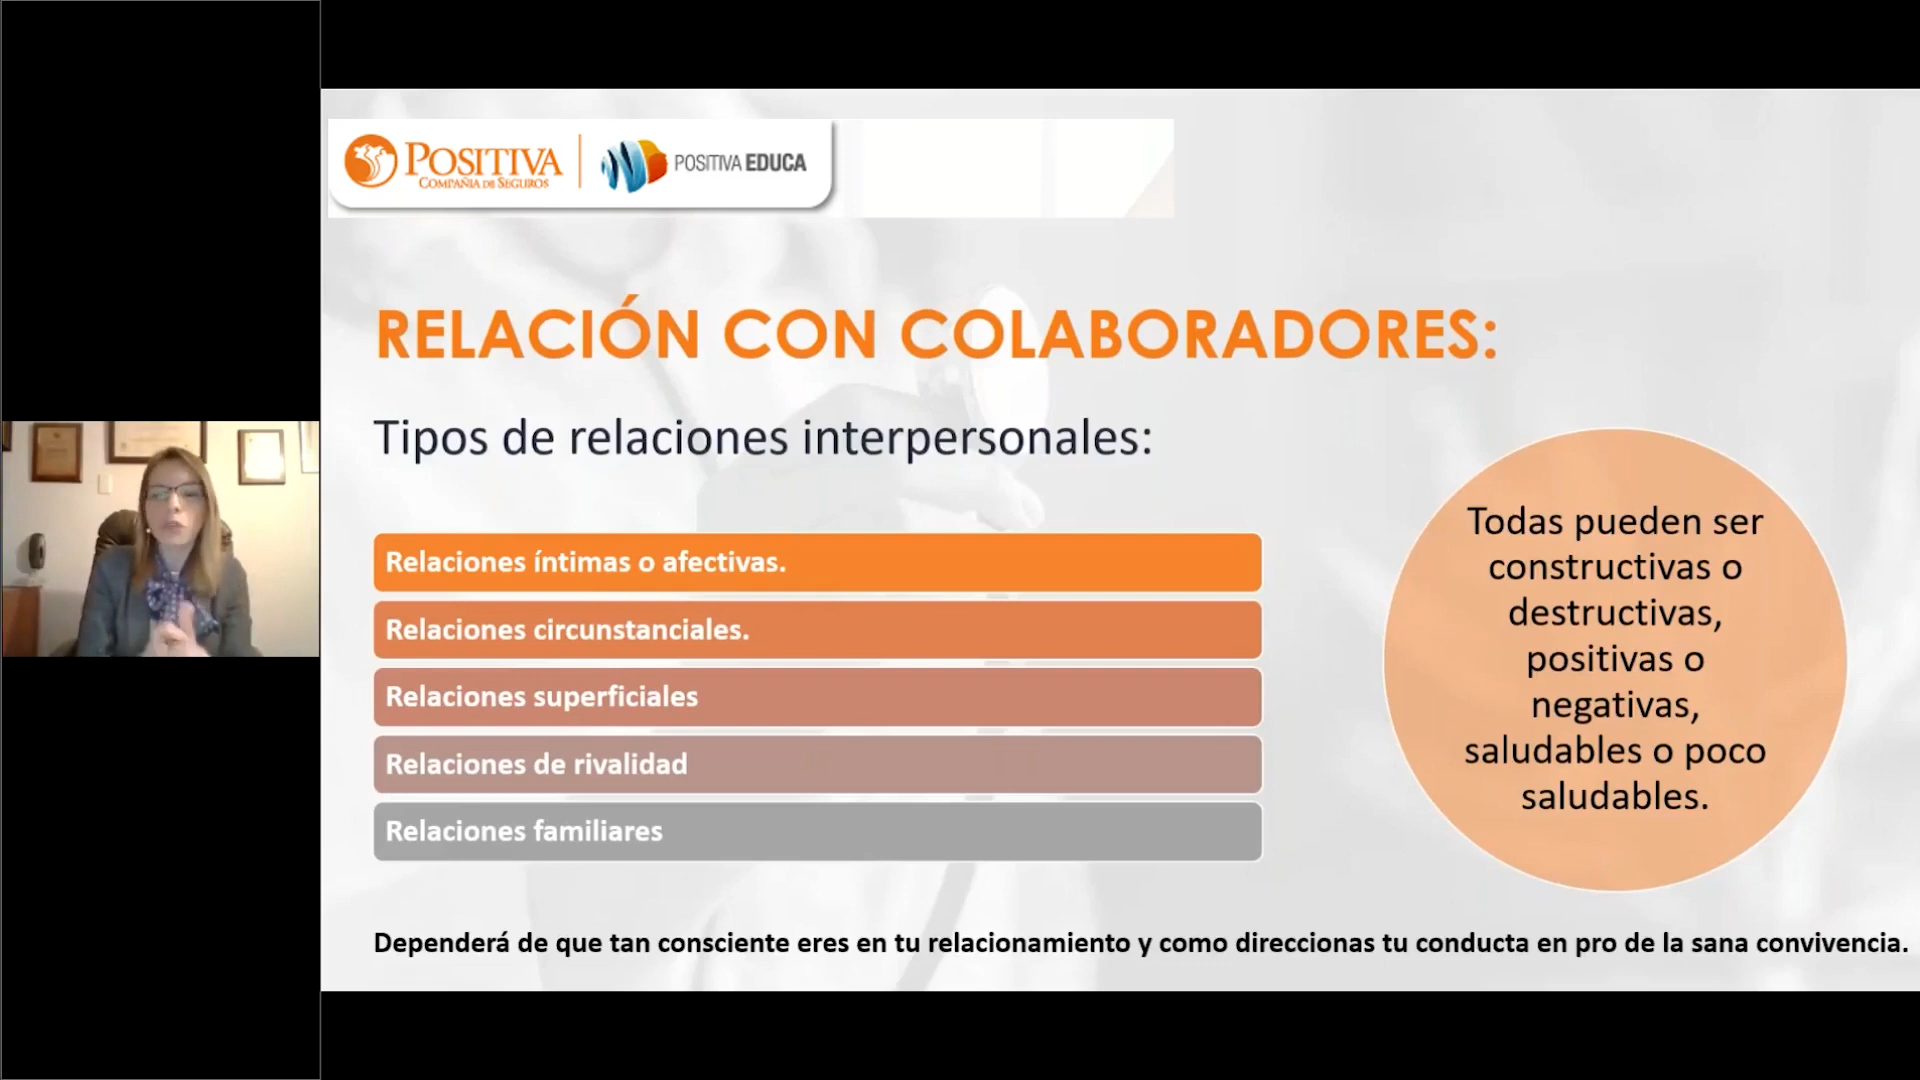 POSITIVA
COMPAÑIA DE SEGUROS
POSITIVA EDUCA
RELACIÓN CON COLABORADORES:
Tipos de relaciones interpersonales:
Relaciones íntimas o afectivas.
Relaciones circunstanciales.
Relaciones superficiales
Relaciones de rivalidad
Relaciones familiares
Todas pueden ser
constructivas o
destructivas,
positivas o
negativas,
saludables o poco
saludables.
Dependerá de que tan consciente eres en tu relacionamiento y como direccionas tu conducta en pro de la sana convivencia.